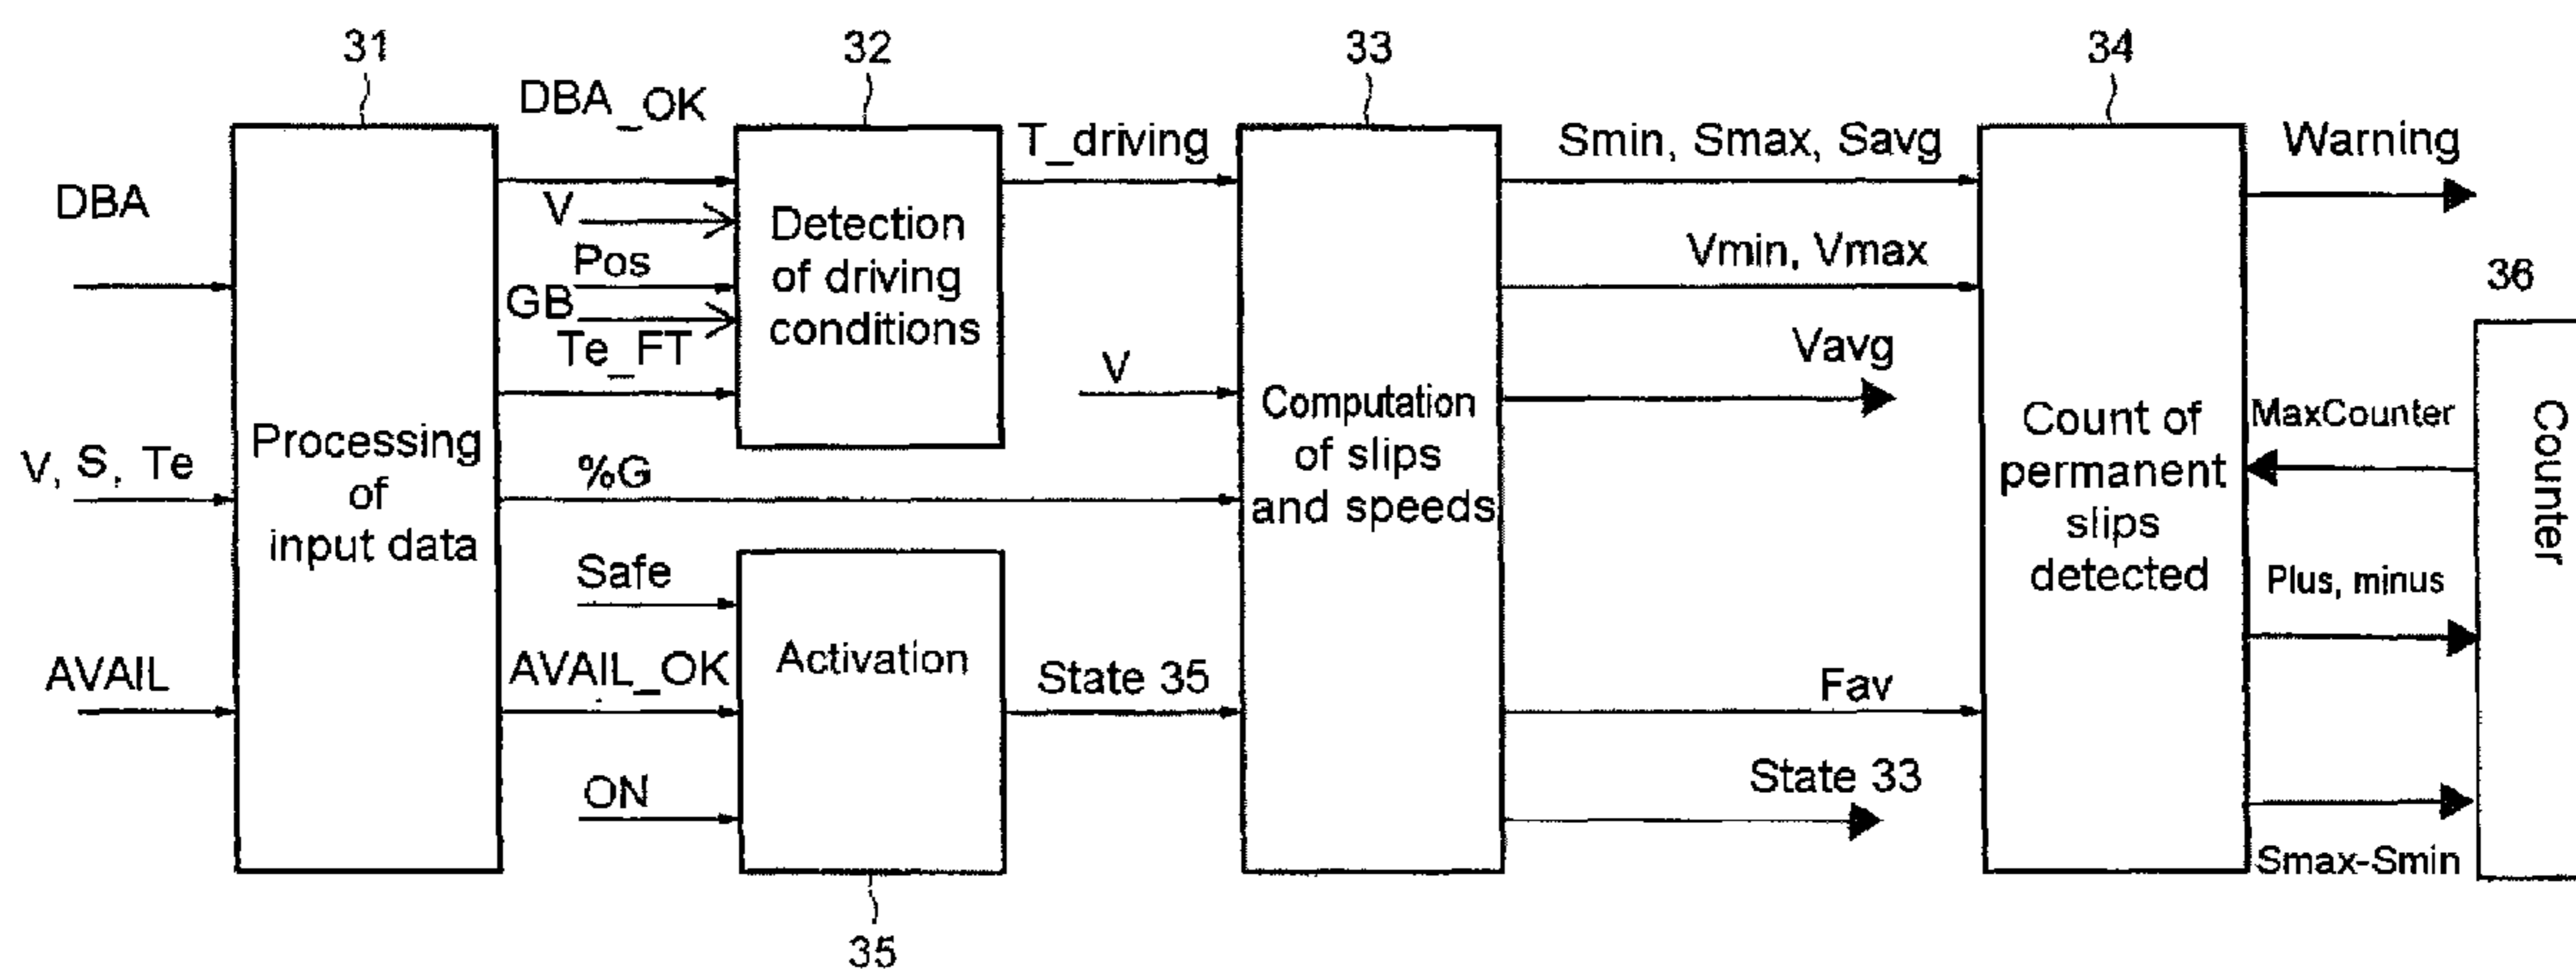 31
32
33
34
35
36
DBA
V, S, Te
AVAIL
Processing
of
input data
DBA_OK
V
Pos
GB
Te_FT
%G
Safe
AVAIL_OK
ON
Detection
of driving
conditions
Activation
T_driving
V
State 35
Computation
of slips
and speeds
Smin, Smax, Savg
Vmin, Vmax
Vavg
Fav
State 33
Count of
permanent
slips
detected
Warning
MaxCounter
Plus, minus
Smax-Smin
Counter